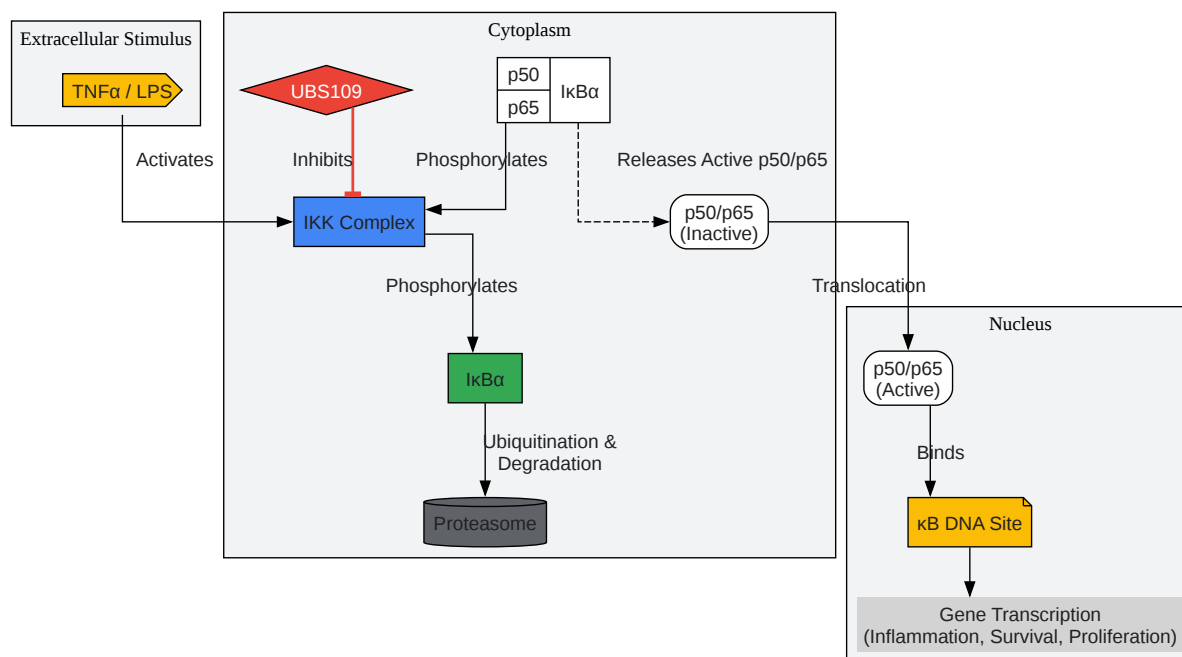 Extracellular Stimulus
TNFα / LPS
Activates
Cytoplasm
UBS109
Inhibits
p50
p65
IκBα
Phosphorylates
Releases Active p50/p65
IKK Complex
p50/p65
(Inactive)
Phosphorylates
Translocation
IκBα
Ubiquitination &
Degradation
Proteasome
Nucleus
p50/p65
(Active)
Binds
κB DNA Site
Gene Transcription
(Inflammation, Survival, Proliferation)